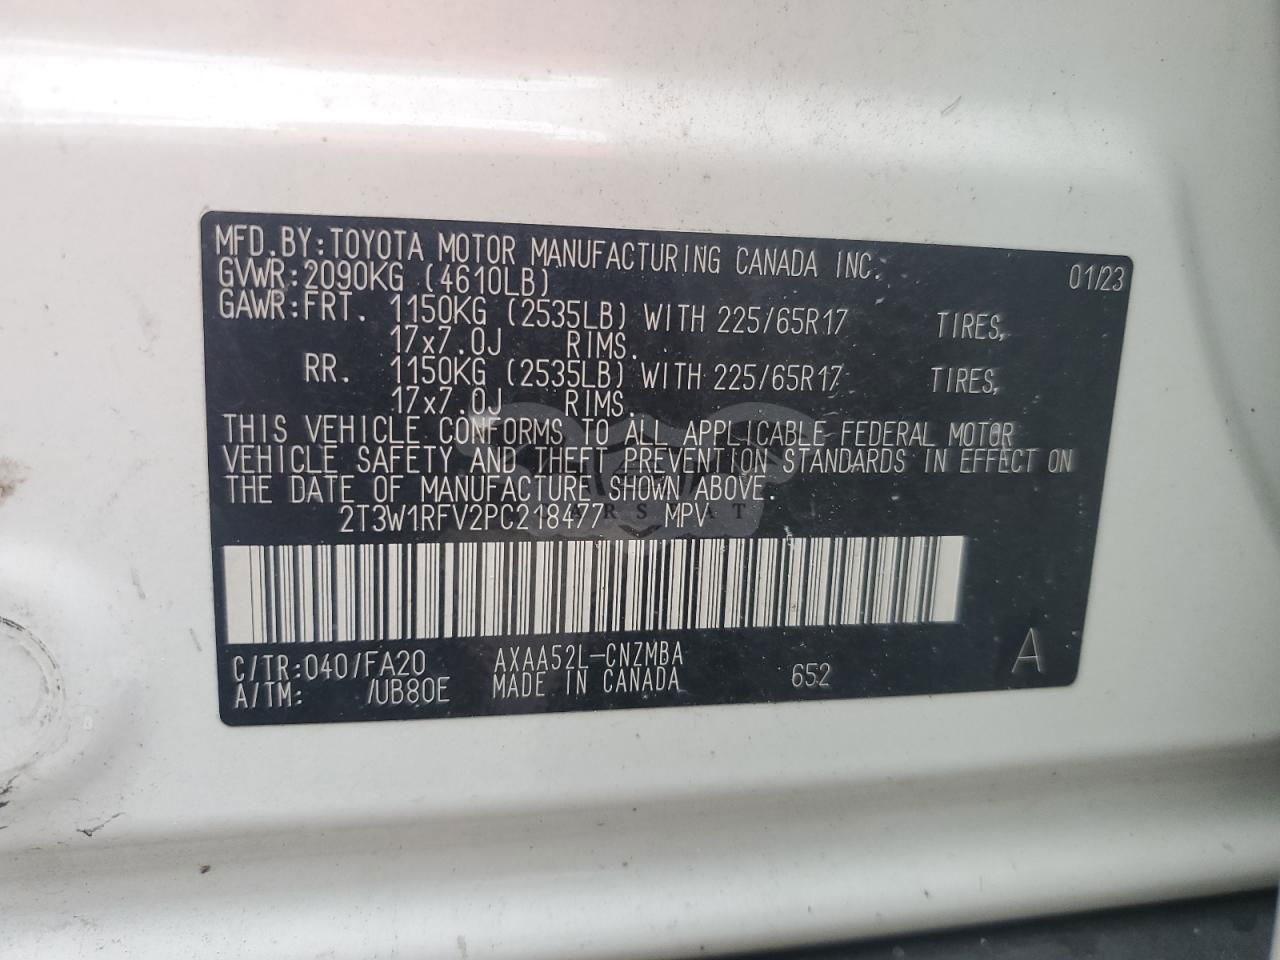 MFD.BY:TOYOTA MOTOR MANUFACTURING CANADA INC. 01/23
GVWR:2090KG (4610LB)
GAWR:FRT. 1150KG (2535LB) WITH 225/65R17 TIRES,
17x7.0J RIMS.
RR. 1150KG (2535LB) WITH 225/65R17 TIRES,
17x7.0J RIMS.
THIS VEHICLE CONFORMS TO ALL APPLICABLE FEDERAL MOTOR
VEHICLE SAFETY AND THEFT PREVENTION STANDARDS IN EFFECT ON
THE DATE OF MANUFACTURE SHOWN ABOVE.
2T3W1RFV2PC218477 MPV
C/TR:040/FA20 AXAA52L-CNZMBA
A/TM: /UB80E MADE IN CANADA 652 A